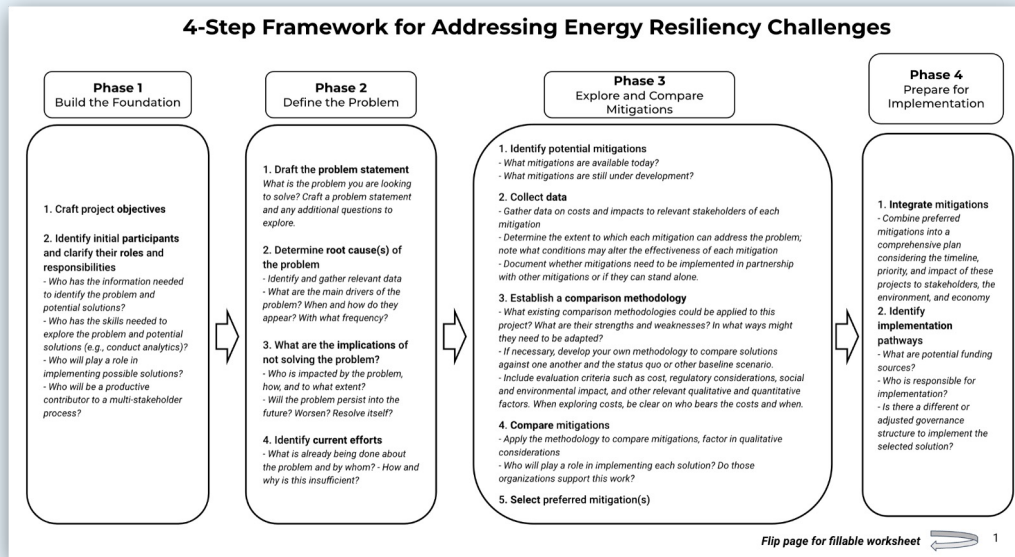 4-Step Framework for Addressing Energy Resiliency Challenges
Phase 1
Build the Foundation
1. Craft project objectives
2. Identify initial participants
and clarify their roles and
responsibilities
- Who has the information needed
to identify the problem and
potential solutions?
- Who has the skills needed to
explore the problem and potential
solutions (e.g., conduct analytics)?
- Who will play a role in
implementing possible solutions?
- Who will be a productive
contributor to a multi-stakeholder
process?
Phase 2
Define the Problem
1. Draft the problem statement
What is the problem you are looking
to solve? Craft a problem statement
and any additional questions to
explore.
2. Determine root cause(s) of
the problem
- Identify and gather relevant data
- What are the main drivers of the
problem? When and how do they
appear? With what frequency?
3. What are the implications of
not solving the problem?
- Who is impacted by the problem,
how, and to what extent?
- Will the problem persist into the
future? Worsen? Resolve itself?
4. Identify current efforts
- What is already being done about
the problem and by whom? - How and
why is this insufficient?
Phase 3
Explore and Compare
Mitigations
1. Identify potential mitigations
- What mitigations are available today?
- What mitigations are still under development?
2. Collect data
- Gather data on costs and impacts to relevant stakeholders of each
mitigation
- Determine the extent to which each mitigation can address the problem;
note what conditions may alter the effectiveness of each mitigation
- Document whether mitigations need to be implemented in partnership
with other mitigations or if they can stand alone.
3. Establish a comparison methodology
- What existing comparison methodologies could be applied to this
project? What are their strengths and weaknesses? In what ways might
they need to be adapted?
- If necessary, develop your own methodology to compare solutions
against one another and the status quo or other baseline scenario.
- Include evaluation criteria such as cost, regulatory considerations, social
and environmental impact, and other relevant qualitative and quantitative
factors. When exploring costs, be clear on who bears the costs and when.
4. Compare mitigations
- Apply the methodology to compare mitigations, factor in qualitative
considerations
- Who will play a role in implementing each solution? Do those
organizations support this work?
5. Select preferred mitigation(s)
Phase 4
Prepare for
Implementation
1. Integrate mitigations
- Combine preferred
mitigations into a
comprehensive plan
considering the timeline,
priority, and impact of these
projects to stakeholders, the
environment, and economy
2. Identify
implementation
pathways
- What are potential funding
sources?
- Who is responsible for
implementation?
- Is there a different or
adjusted governance
structure to implement the
selected solution?
Flip page for fillable worksheet
1